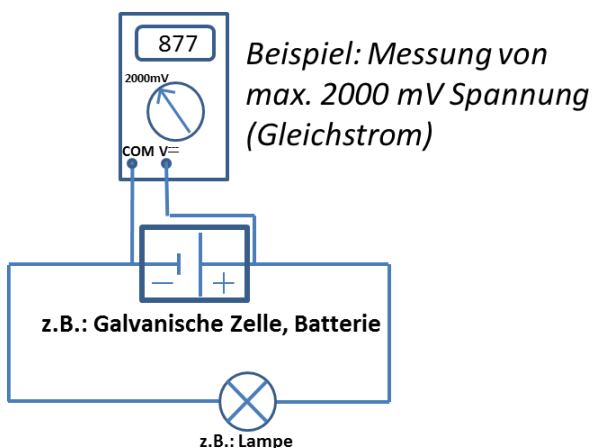 877
2000mV
COM V⎓
Beispiel: Messung von
max. 2000 mV Spannung
(Gleichstrom)
− +
z.B.: Galvanische Zelle, Batterie
z.B.: Lampe